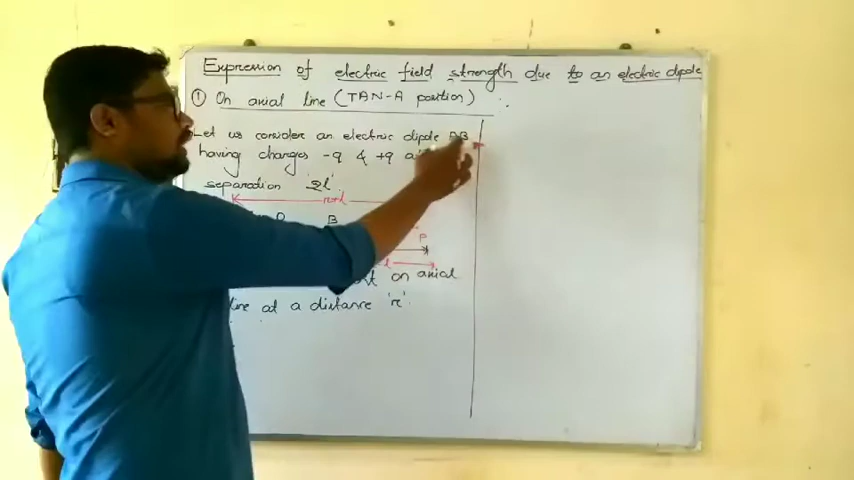 Expression of electric field strength due to an electric dipole
① On axial line (TAN-A position) :
Let us consider an electric dipole AB
having charges -q & +q
separation '2l'.
r+l
O B
P
l
on axial
line at a distance 'r'.